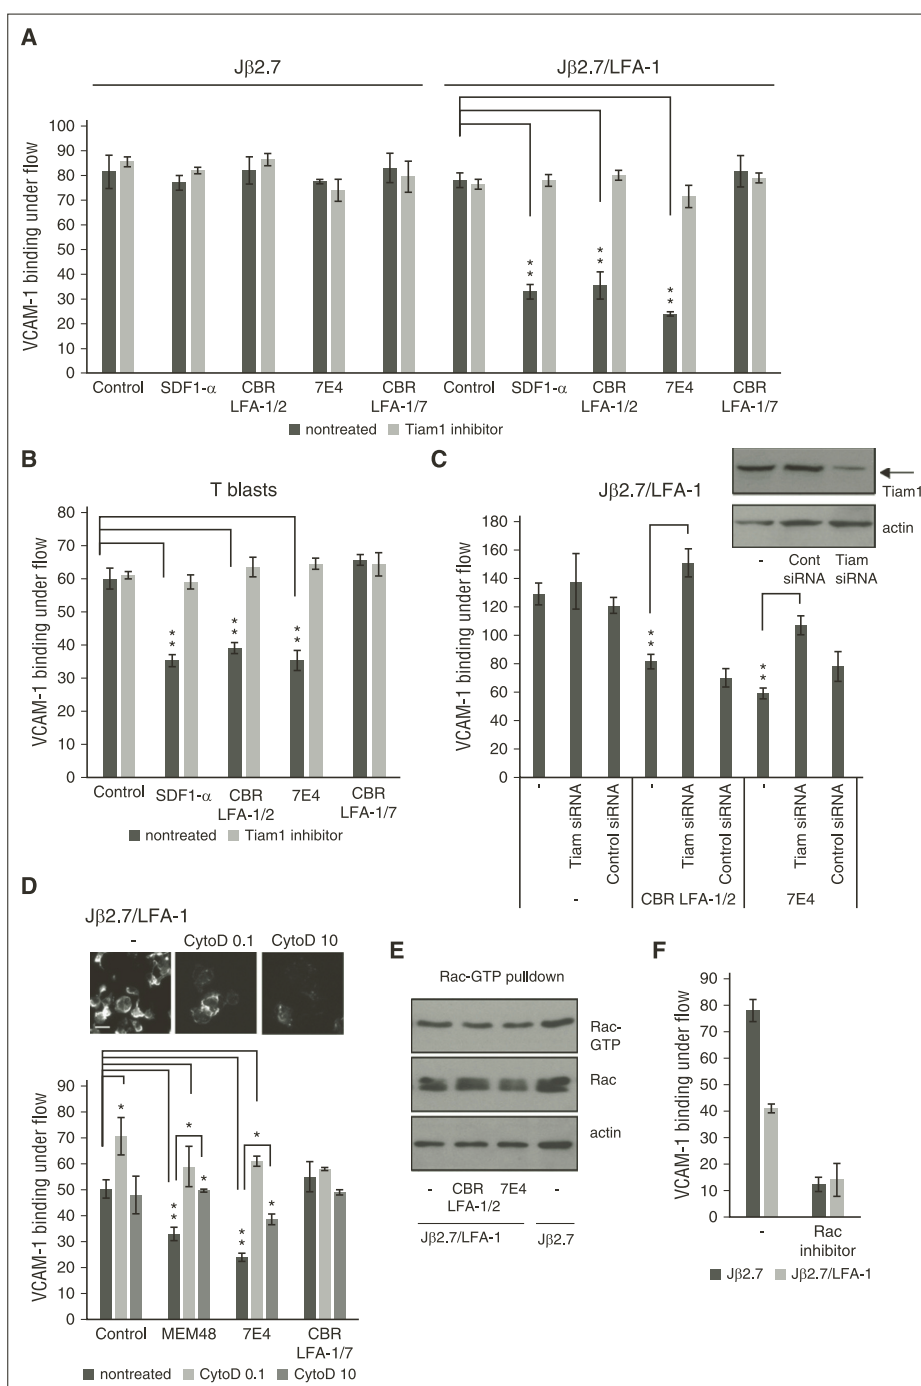 A
Jβ2.7
Jβ2.7/LFA-1
VCAM-1 binding under flow
100
90
80
70
60
50
40
30
20
10
0
** ** **
Control SDF1-α CBR LFA-1/2 7E4 CBR LFA-1/7 Control SDF1-α CBR LFA-1/2 7E4 CBR LFA-1/7
nontreated Tiam1 inhibitor
B
T blasts
VCAM-1 binding under flow
80
70
60
50
40
30
20
10
0
** ** **
Control SDF1-α CBR LFA-1/2 7E4 CBR LFA-1/7
nontreated Tiam1 inhibitor
C
Jβ2.7/LFA-1
Tiam1
actin
- Cont siRNA Tiam siRNA
VCAM-1 binding under flow
180
160
140
120
100
80
60
40
20
0
** **
- Tiam siRNA Control siRNA - Tiam siRNA Control siRNA - Tiam siRNA Control siRNA
- CBR LFA-1/2 7E4
D
Jβ2.7/LFA-1
- CytoD 0.1 CytoD 10
VCAM-1 binding under flow
90
80
70
60
50
40
30
20
10
0
* ** * * ** * *
Control MEM48 7E4 CBR LFA-1/7
nontreated CytoD 0.1 CytoD 10
E
Rac-GTP pulldown
Rac-
GTP
Rac
actin
- CBR LFA-1/2 7E4 -
Jβ2.7/LFA-1 Jβ2.7
F
VCAM-1 binding under flow
90
80
70
60
50
40
30
20
10
0
- Rac inhibitor
Jβ2.7 Jβ2.7/LFA-1